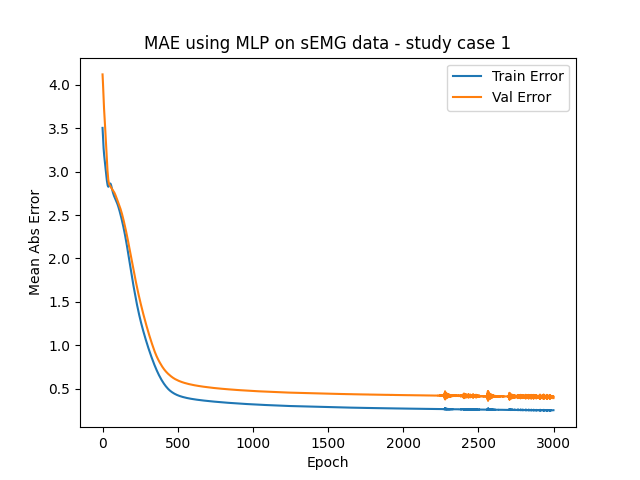 MAE using MLP on sEMG data - study case 1
Train Error
Val Error
Mean Abs Error
4.0
3.5
3.0
2.5
2.0
1.5
1.0
0.5
0 500 1000 1500 2000 2500 3000
Epoch